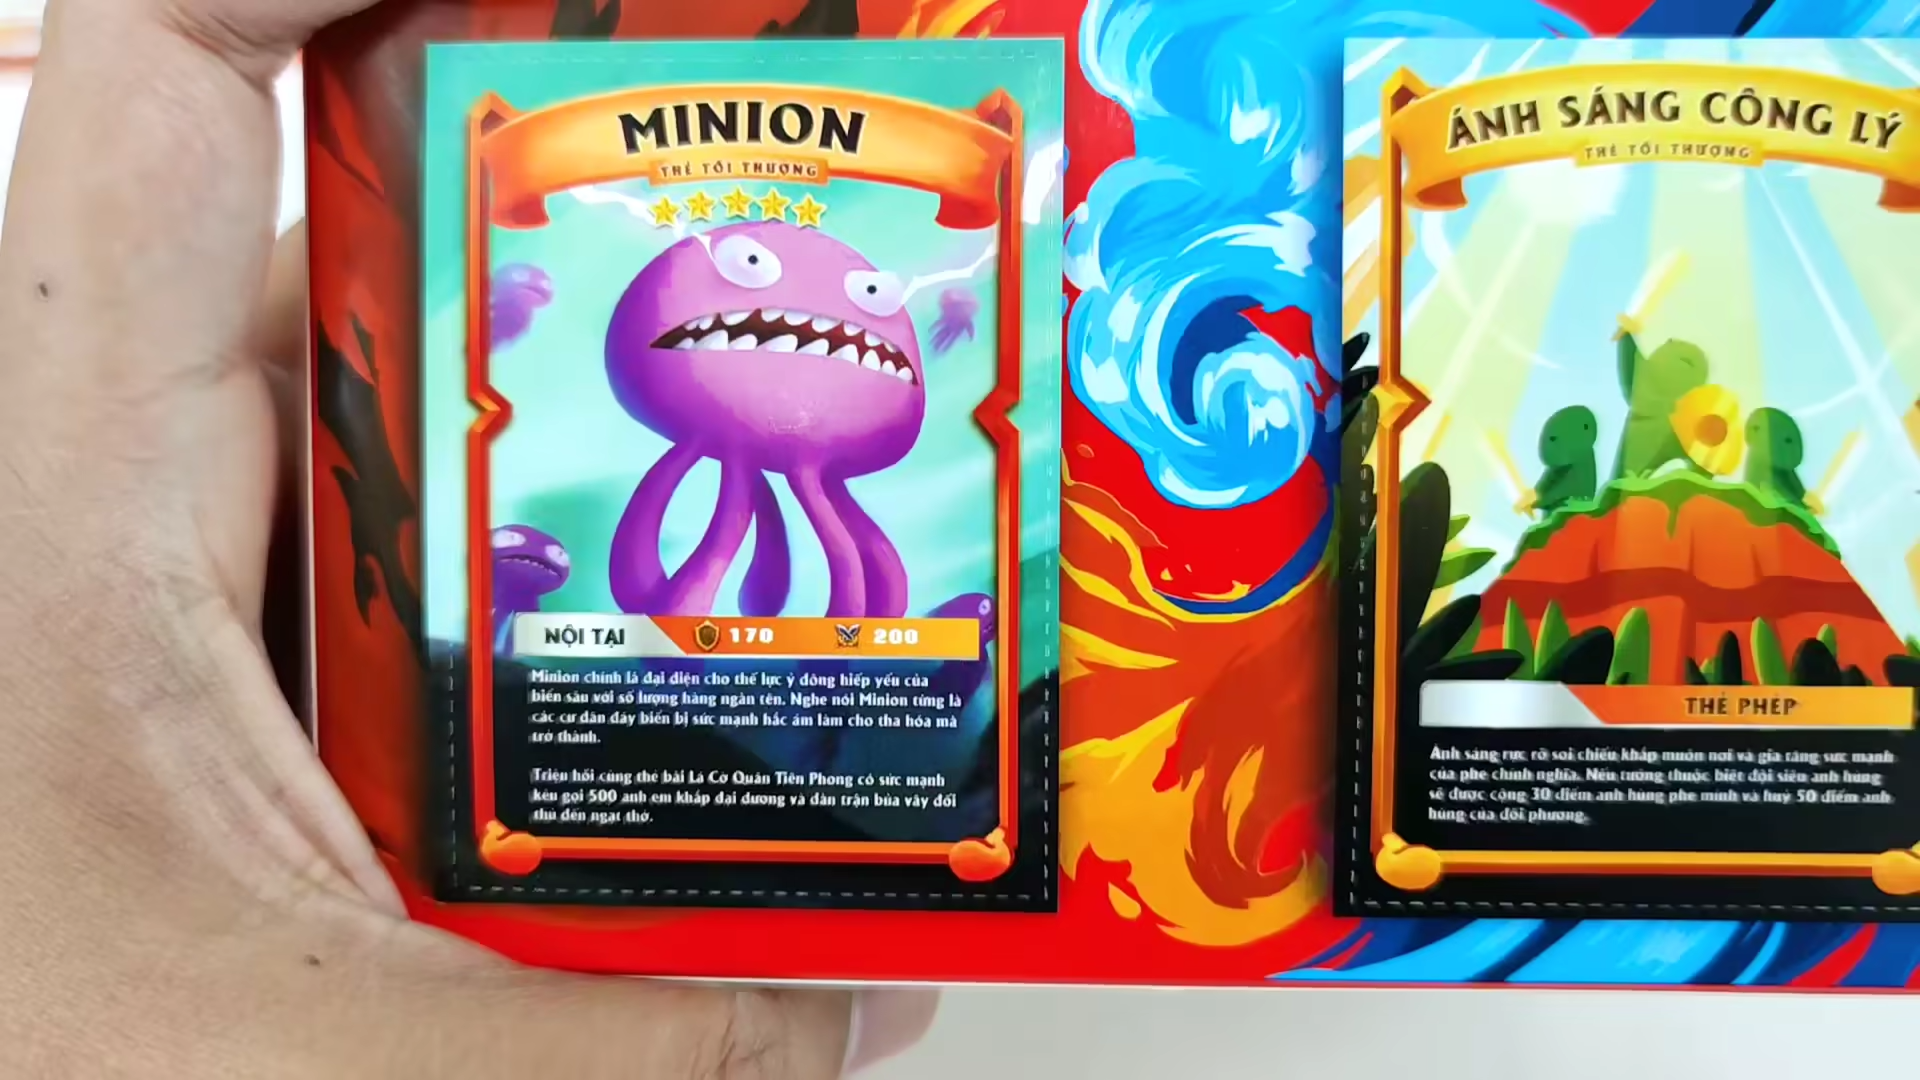 MINION
THẺ TỐI THƯỢNG
NỘI TẠI
170
200
Minion chính là đại diện cho thế lực ỷ đông hiếp yếu của
biển sâu với số lượng hàng ngàn tên. Nghe nói Minion từng là
các cư dân đáy biển bị sức mạnh hắc ám làm cho tha hóa mà
trở thành.
Triệu hồi cùng thẻ bài Lá Cờ Quân Tiên Phong có sức mạnh
kêu gọi 500 anh em khắp đại dương và dàn trận bủa vây đối
thủ đến ngạt thở.
ÁNH SÁNG CÔNG LÝ
THẺ TỐI THƯỢNG
THẺ PHÉP
Ánh sáng rực rỡ soi chiếu khắp muôn nơi và gia tăng sức mạnh
của phe chính nghĩa. Nếu tướng thuộc biệt đội siêu anh hùng
sẽ được cộng 30 điểm anh hùng phe mình và huỷ 50 điểm anh
hùng của đối phương.